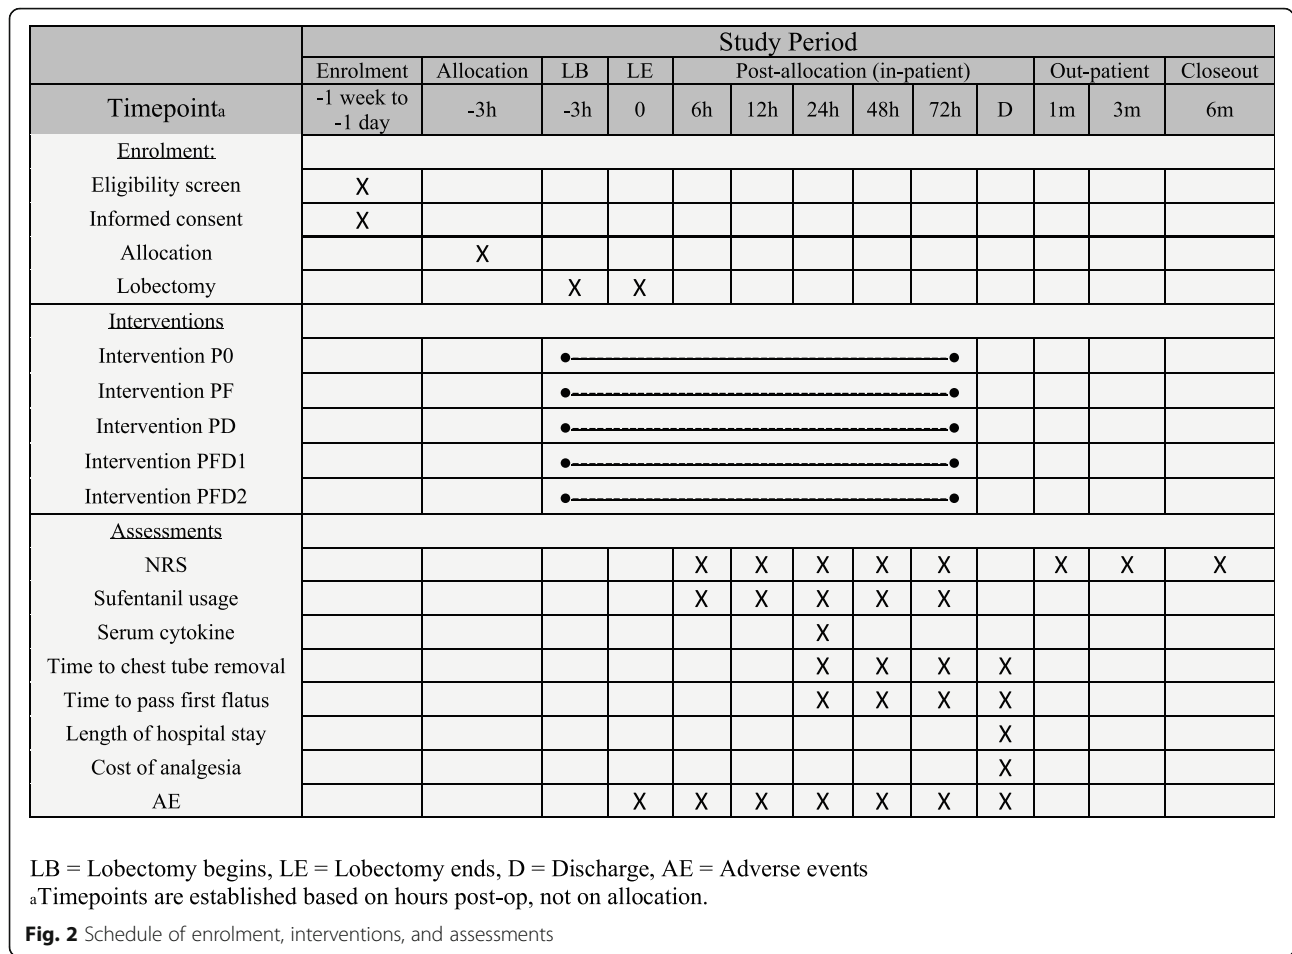 Study Period
Enrolment Allocation LB LE Post-allocation (in-patient) Out-patient Closeout
Timepointa -1 week to -1 day -3h -3h 0 6h 12h 24h 48h 72h D 1m 3m 6m
Enrolment:
Eligibility screen X
Informed consent X
Allocation X
Lobectomy X X
Interventions
Intervention P0
Intervention PF
Intervention PD
Intervention PFD1
Intervention PFD2
Assessments
NRS X X X X X X X X
Sufentanil usage X X X X X
Serum cytokine X
Time to chest tube removal X X X X
Time to pass first flatus X X X X
Length of hospital stay X
Cost of analgesia X
AE X X X X X X X
LB = Lobectomy begins, LE = Lobectomy ends, D = Discharge, AE = Adverse events
aTimepoints are established based on hours post-op, not on allocation.
Fig. 2 Schedule of enrolment, interventions, and assessments